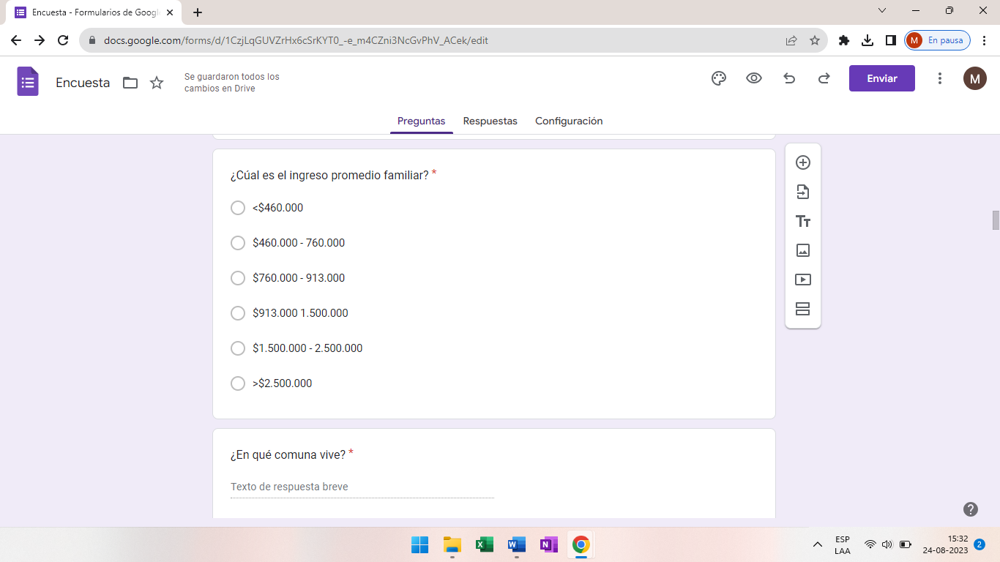 Encuesta - Formularios de Googl
docs.google.com/forms/d/1CzjLqGUVZrHx6cSrKYT0_-e_m4CZni3NcGvPhV_ACek/edit
M
En pausa
Encuesta
Se guardaron todos los
cambios en Drive
Enviar
M
Preguntas
Respuestas
Configuración
¿Cúal es el ingreso promedio familiar? *
<$460.000
$460.000 - 760.000
$760.000 - 913.000
$913.000 1.500.000
$1.500.000 - 2.500.000
>$2.500.000
¿En qué comuna vive? *
Texto de respuesta breve
ESP
LAA
15:32
24-08-2023
2